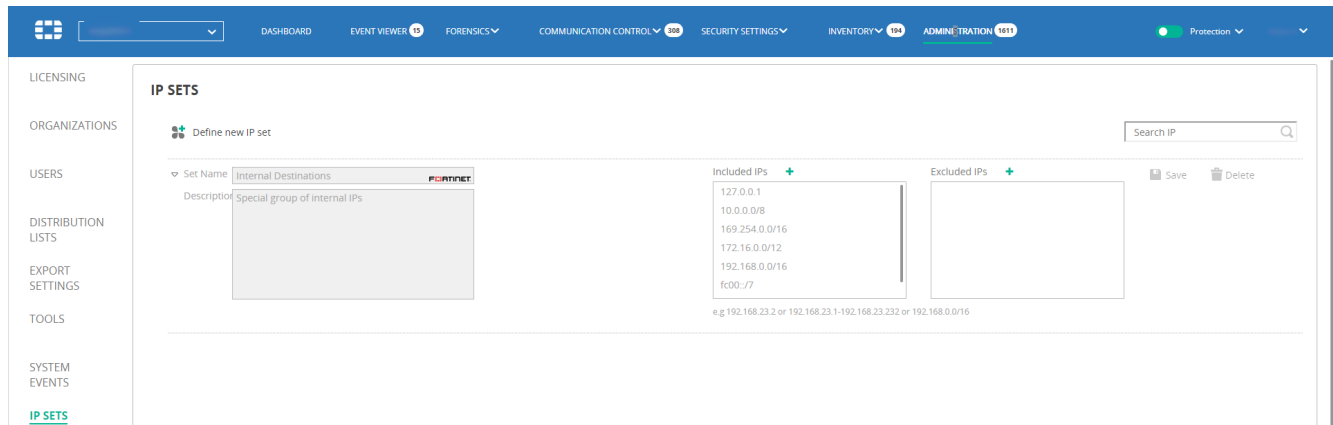 DASHBOARD
EVENT VIEWER 15
FORENSICS
COMMUNICATION CONTROL 308
SECURITY SETTINGS
INVENTORY 194
ADMINISTRATION 1611
Protection
LICENSING
ORGANIZATIONS
USERS
DISTRIBUTION
LISTS
EXPORT
SETTINGS
TOOLS
SYSTEM
EVENTS
IP SETS
IP SETS
Define new IP set
Search IP
Set Name Internal Destinations FORTINET
Description Special group of internal IPs
Included IPs
127.0.0.1
10.0.0.0/8
169.254.0.0/16
172.16.0.0/12
192.168.0.0/16
fc00::/7
Excluded IPs
Save Delete
e.g 192.168.23.2 or 192.168.23.1-192.168.23.232 or 192.168.0.0/16